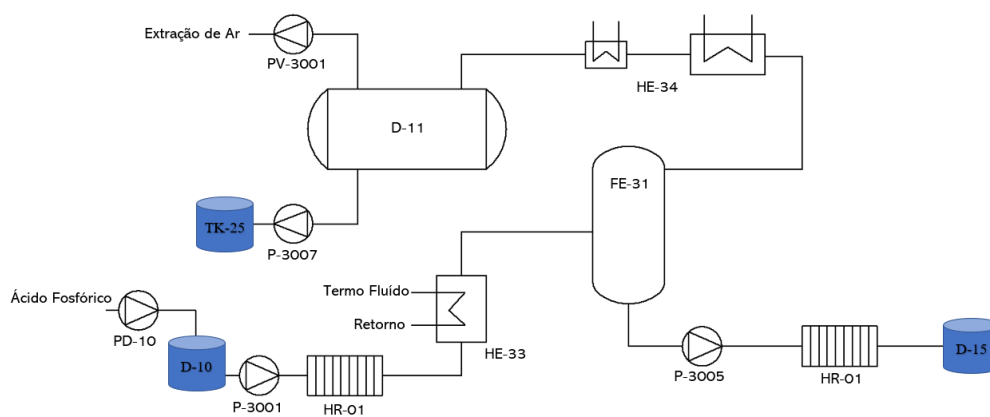 Extração de Ar
PV-3001
HE-34
D-11
FE-31
TK-25
P-3007
Termo Fluído
Ácido Fosfórico
Retorno
PD-10
HE-33
D-10
D-15
P-3001
HR-01
P-3005
HR-01